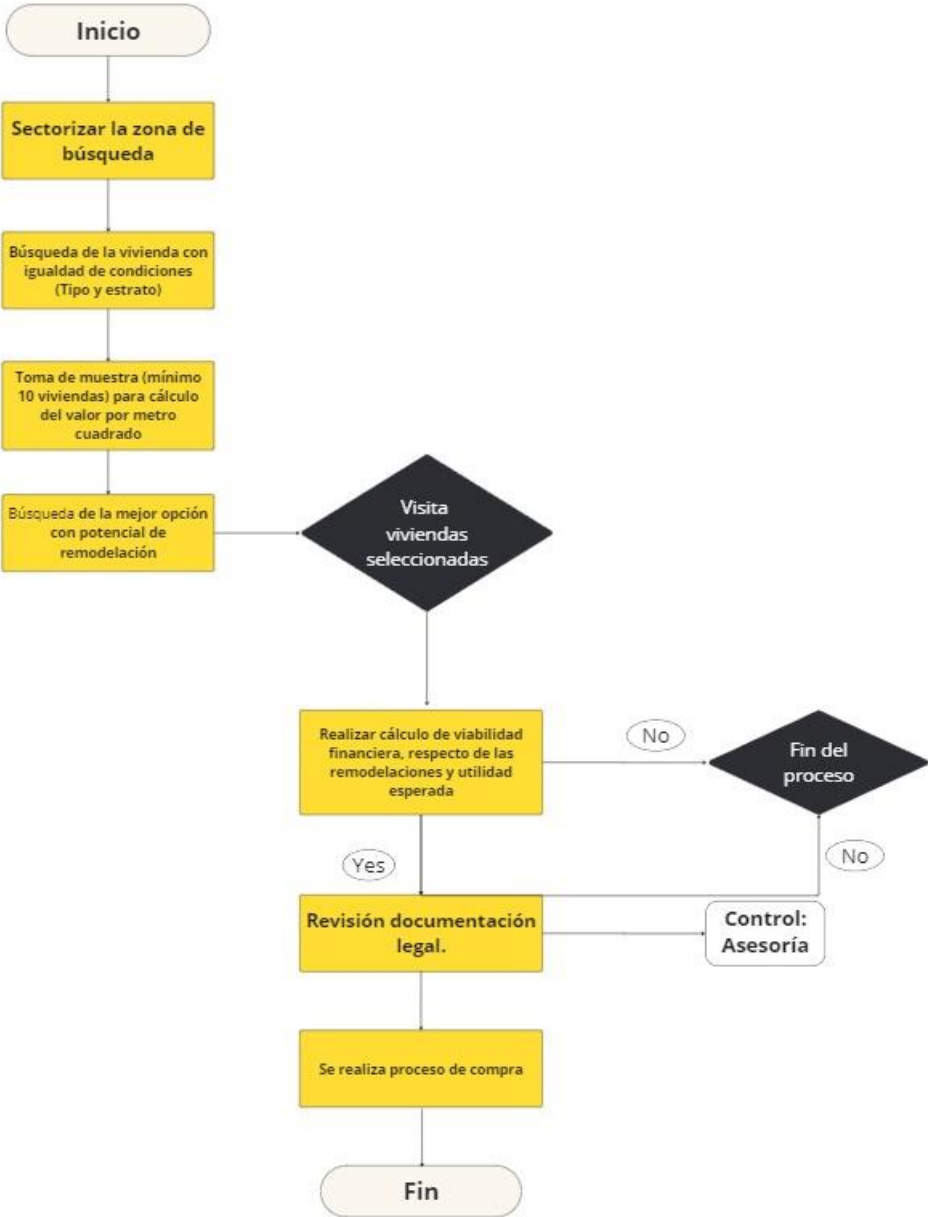 Inicio
Sectorizar la zona de
búsqueda
Búsqueda de la vivienda con
igualdad de condiciones
(Tipo y estrato)
Toma de muestra (mínimo
10 viviendas) para cálculo
del valor por metro
cuadrado
Búsqueda de la mejor opción
con potencial de
remodelación
Visita
viviendas
seleccionadas
Realizar cálculo de viabilidad
financiera, respecto de las
remodelaciones y utilidad
esperada
No
Fin del
proceso
Yes
No
Revisión documentación
legal.
Control:
Asesoría
Se realiza proceso de compra
Fin